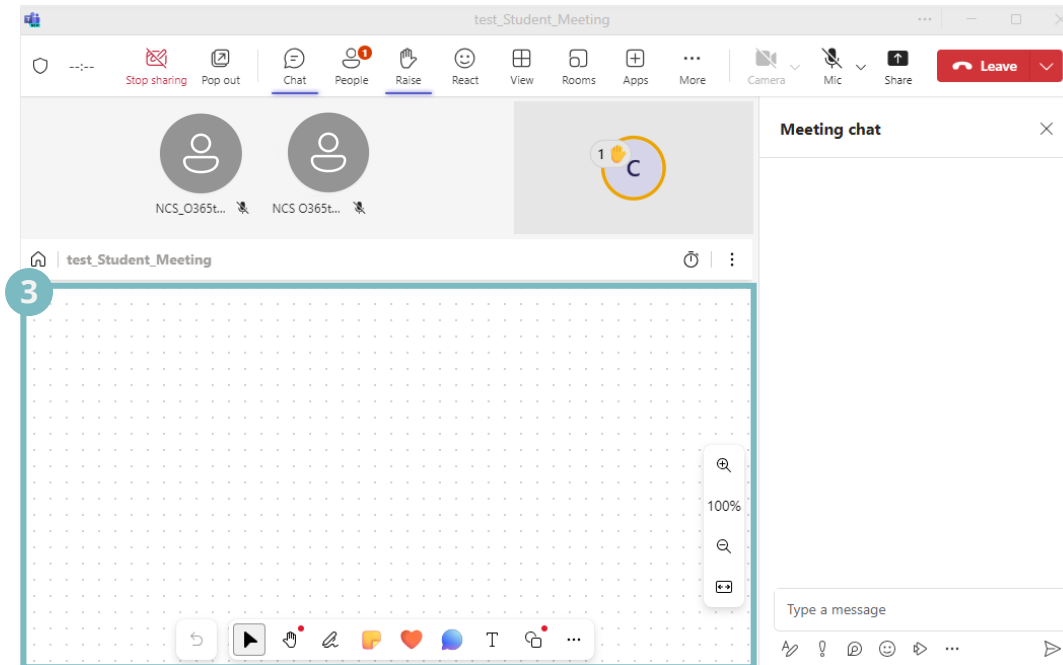 test_Student_Meeting
--:--
Stop sharing
Pop out
Chat
1
People
Raise
React
View
Rooms
Apps
More
Camera
Mic
Share
Leave
1
C
NCS_O365t...
NCS O365t...
Meeting chat
test_Student_Meeting
3
100%
T
Type a message